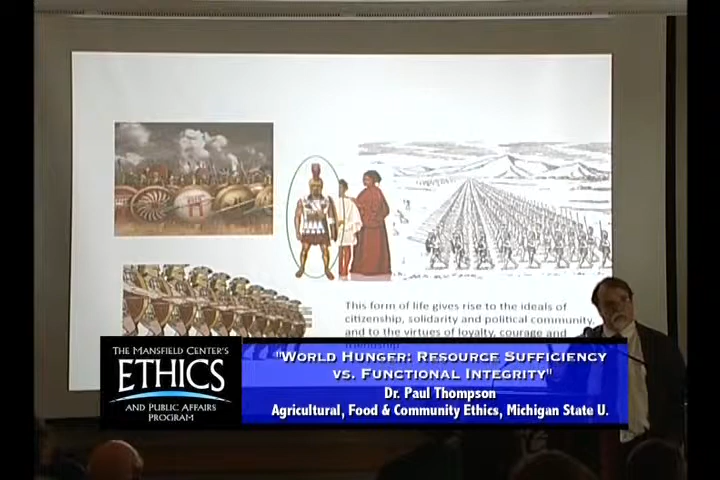 This form of life gives rise to the ideals of
citizenship, solidarity and political community,
and to the virtues of loyalty, courage and
friendship
THE MANSFIELD CENTER'S
ETHICS
AND PUBLIC AFFAIRS
PROGRAM
"WORLD HUNGER: RESOURCE SUFFICIENCY
VS. FUNCTIONAL INTEGRITY"
Dr. Paul Thompson
Agricultural, Food & Community Ethics, Michigan State U.